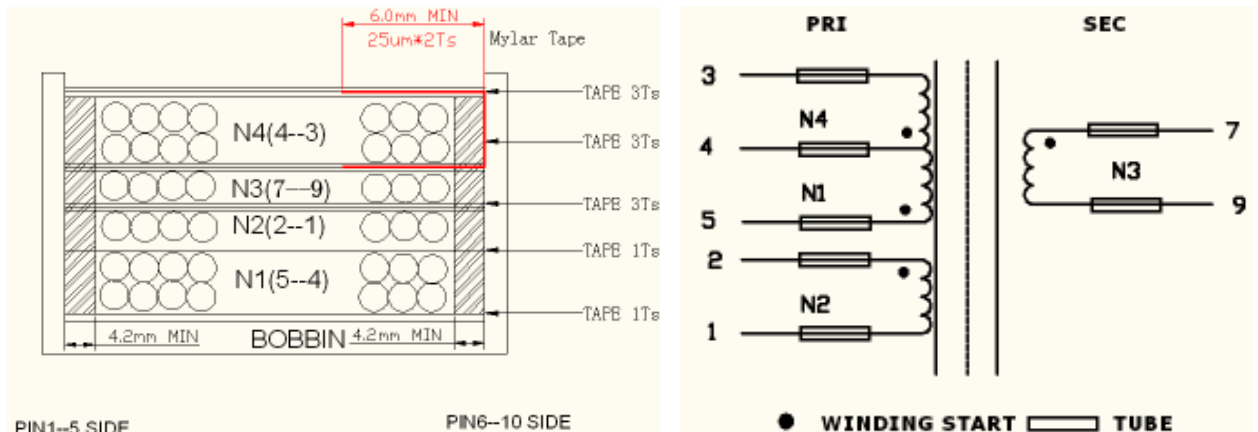 6.0mm MIN
25um*2Ts
Mylar Tape
TAPE 3Ts
N4(4--3)
TAPE 3Ts
N3(7--9)
TAPE 3Ts
N2(2--1)
TAPE 1Ts
N1(5--4)
TAPE 1Ts
4.2mm MIN
BOBBIN
4.2mm MIN
PIN1--5 SIDE
PIN6--10 SIDE
PRI
SEC
3
N4
4
N1
5
2
N2
1
7
N3
9
WINDING START
TUBE